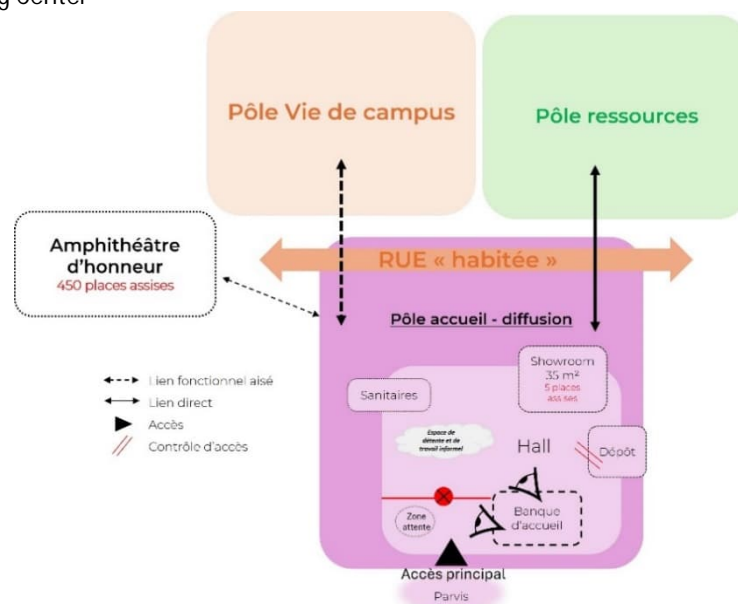 g center
Pôle Vie de campus
Pôle ressources
Amphithéâtre
d'honneur
450 places assises
RUE « habitée »
Pôle accueil - diffusion
Lien fonctionnel aisé
Lien direct
Accès
Contrôle d'accès
Sanitaires
Showroom
35 m²
5 places
assises
Espace de
détente et de
travail informel
Hall
Dépôt
Zone
attente
Banque
d'accueil
Accès principal
Parvis